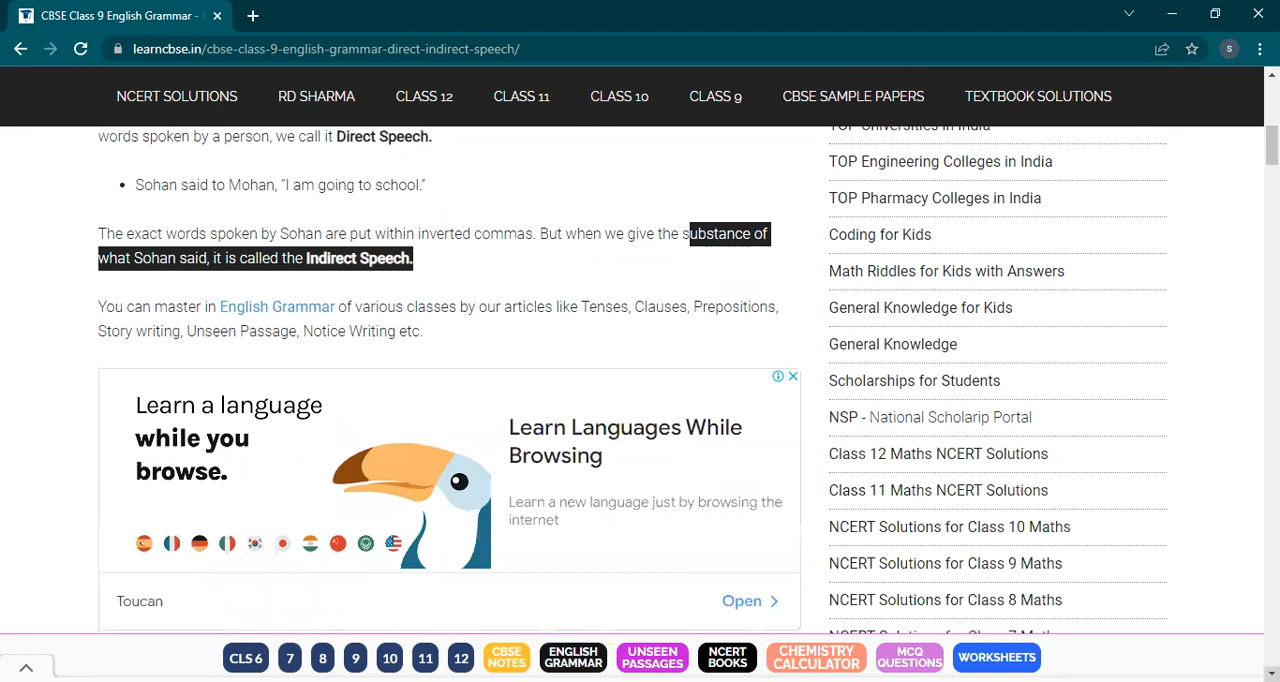 CBSE Class 9 English Grammar -
learncbse.in/cbse-class-9-english-grammar-direct-indirect-speech/
S
NCERT SOLUTIONS RD SHARMA CLASS 12 CLASS 11 CLASS 10 CLASS 9 CBSE SAMPLE PAPERS TEXTBOOK SOLUTIONS
words spoken by a person, we call it Direct Speech.
• Sohan said to Mohan, “I am going to school.”
The exact words spoken by Sohan are put within inverted commas. But when we give the substance of
what Sohan said, it is called the Indirect Speech.
You can master in English Grammar of various classes by our articles like Tenses, Clauses, Prepositions,
Story writing, Unseen Passage, Notice Writing etc.
Learn a language
while you
browse.
Learn Languages While
Browsing
Learn a new language just by browsing the
internet
Toucan
Open
TOP Universities in India
TOP Engineering Colleges in India
TOP Pharmacy Colleges in India
Coding for Kids
Math Riddles for Kids with Answers
General Knowledge for Kids
General Knowledge
Scholarships for Students
NSP - National Scholarip Portal
Class 12 Maths NCERT Solutions
Class 11 Maths NCERT Solutions
NCERT Solutions for Class 10 Maths
NCERT Solutions for Class 9 Maths
NCERT Solutions for Class 8 Maths
NCERT Solutions for Class 7 Maths
CLS 6 7 8 9 10 11 12
CBSE
NOTES
ENGLISH
GRAMMAR
UNSEEN
PASSAGES
NCERT
BOOKS
CHEMISTRY
CALCULATOR
MCQ
QUESTIONS
WORKSHEETS